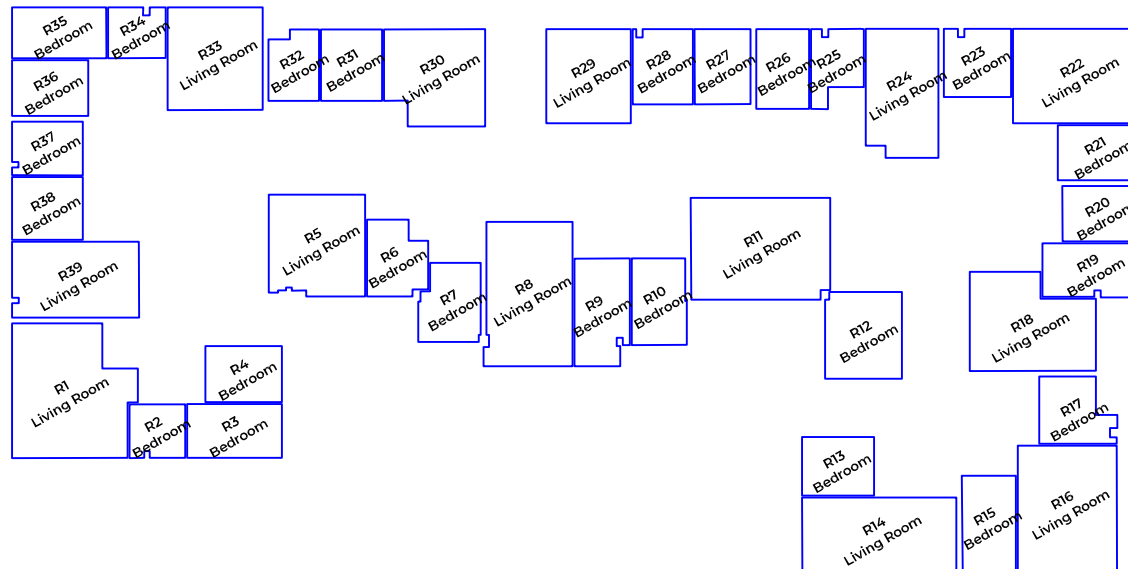 R35
Bedroom
R34
Bedroom
R33
Living Room
R36
Bedroom
R32
Bedroom
R31
Bedroom
R30
Living Room
R29
Living Room
R28
Bedroom
R27
Bedroom
R26
Bedroom
R25
Bedroom
R24
Living Room
R23
Bedroom
R22
Living Room
R37
Bedroom
R21
Bedroom
R38
Bedroom
R20
Bedroom
R39
Living Room
R5
Living Room
R6
Bedroom
R7
Bedroom
R8
Living Room
R9
Bedroom
R10
Bedroom
R11
Living Room
R19
Bedroom
R12
Bedroom
R18
Living Room
R1
Living Room
R4
Bedroom
R2
Bedroom
R3
Bedroom
R17
Bedroom
R13
Bedroom
R14
Living Room
R15
Bedroom
R16
Living Room